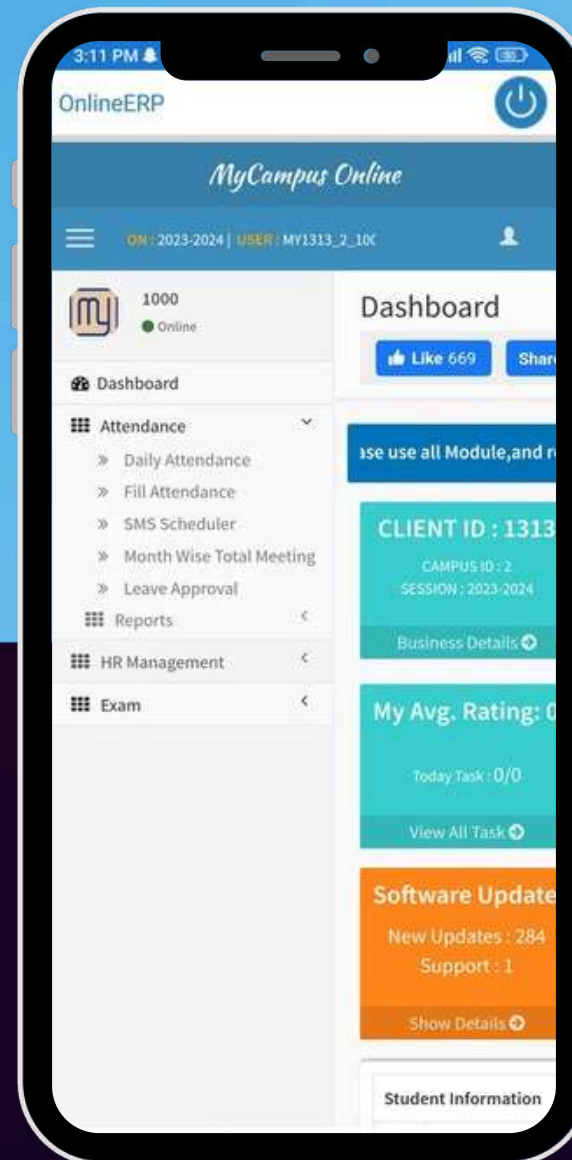 3:11 PM
OnlineERP
MyCampus Online
ON : 2023-2024 | USER : MY1313_2_10
my
1000
Online
Dashboard
Attendance
Daily Attendance
Fill Attendance
SMS Scheduler
Month Wise Total Meeting
Leave Approval
Reports
HR Management
Exam
Dashboard
Like 669
Shar
ase use all Module,and r
CLIENT ID : 1313
CAMPUS ID : 2
SESSION : 2023-2024
Business Details
My Avg. Rating: 0
Today Task : 0/0
View All Task
Software Update
New Updates : 284
Support : 1
Show Details
Student Information